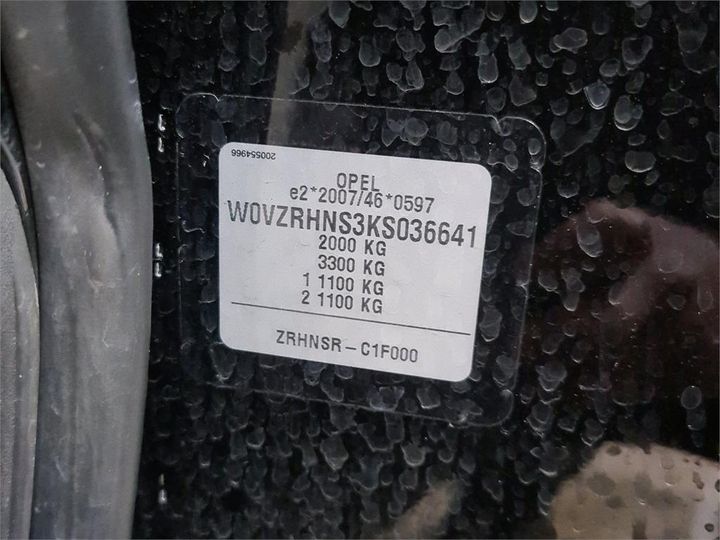 200554966
OPEL
e2*2007/46*0597
W0VZRHNS3KS036641
2000 KG
3300 KG
1 1100 KG
2 1100 KG
ZRHNSR-C1F000